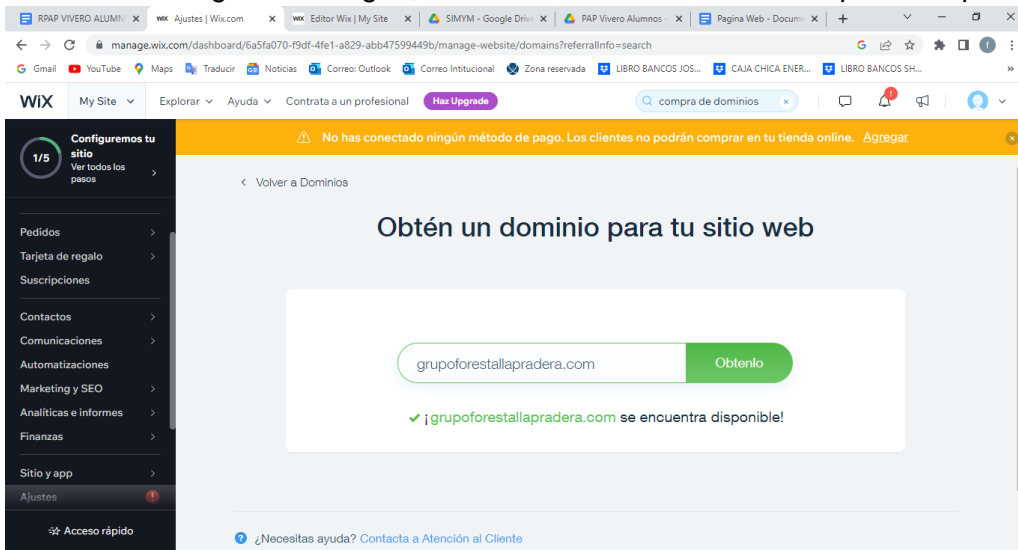 RPAP VIVERO ALUMN
Ajustes | Wix.com
Editor Wix | My Site
SIMYM - Google Driv
PAP Vivero Alumnos -
Pagina Web - Docum
manage.wix.com/dashboard/6a5fa070-f9df-4fe1-a829-abb47599449b/manage-website/domains?referralInfo=search
Gmail YouTube Maps Traducir Noticias Correo: Outlook Correo Intitucional Zona reservada LIBRO BANCOS JOS... CAJA CHICA ENER... LIBRO BANCOS SH... »
WiX My Site Explorar Ayuda Contrata a un profesional Haz Upgrade compra de dominios
Configuremos tu
sitio
1/5
Ver todos los
pasos
No has conectado ningún método de pago. Los clientes no podrán comprar en tu tienda online. Agregar
< Volver a Dominios
Obtén un dominio para tu sitio web
Pedidos
Tarjeta de regalo
Suscripciones
Contactos
Comunicaciones
Automatizaciones
Marketing y SEO
Analíticas e informes
Finanzas
Sitio y app
Ajustes
Acceso rápido
grupoforestallapradera.com Obtenlo
¡grupoforestallapradera.com se encuentra disponible!
¿Necesitas ayuda? Contacta a Atención al Cliente